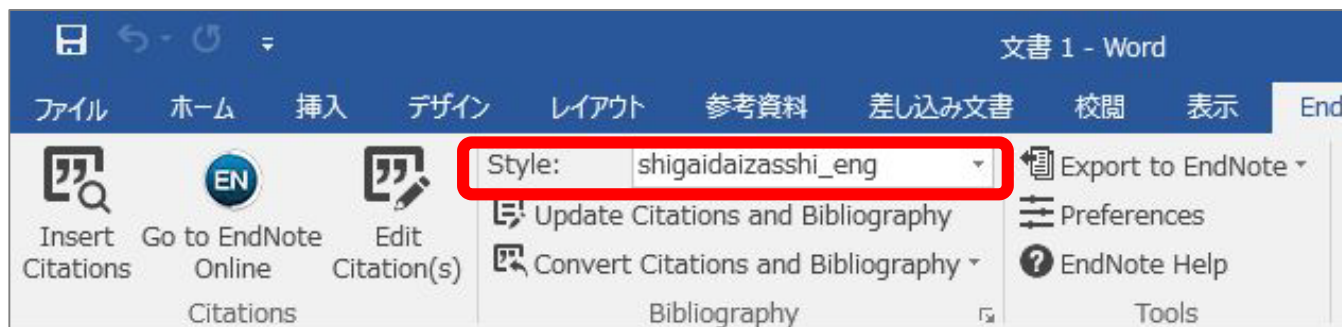 文書 1 - Word
ファイル ホーム 挿入 デザイン レイアウト 参考資料 差し込み文書 校閲 表示 End
Style: shigaidaizasshi_eng
Export to EndNote
EN
Update Citations and Bibliography
Preferences
Insert Citations
Go to EndNote Online
Edit Citation(s)
Convert Citations and Bibliography
EndNote Help
Citations
Bibliography
Tools